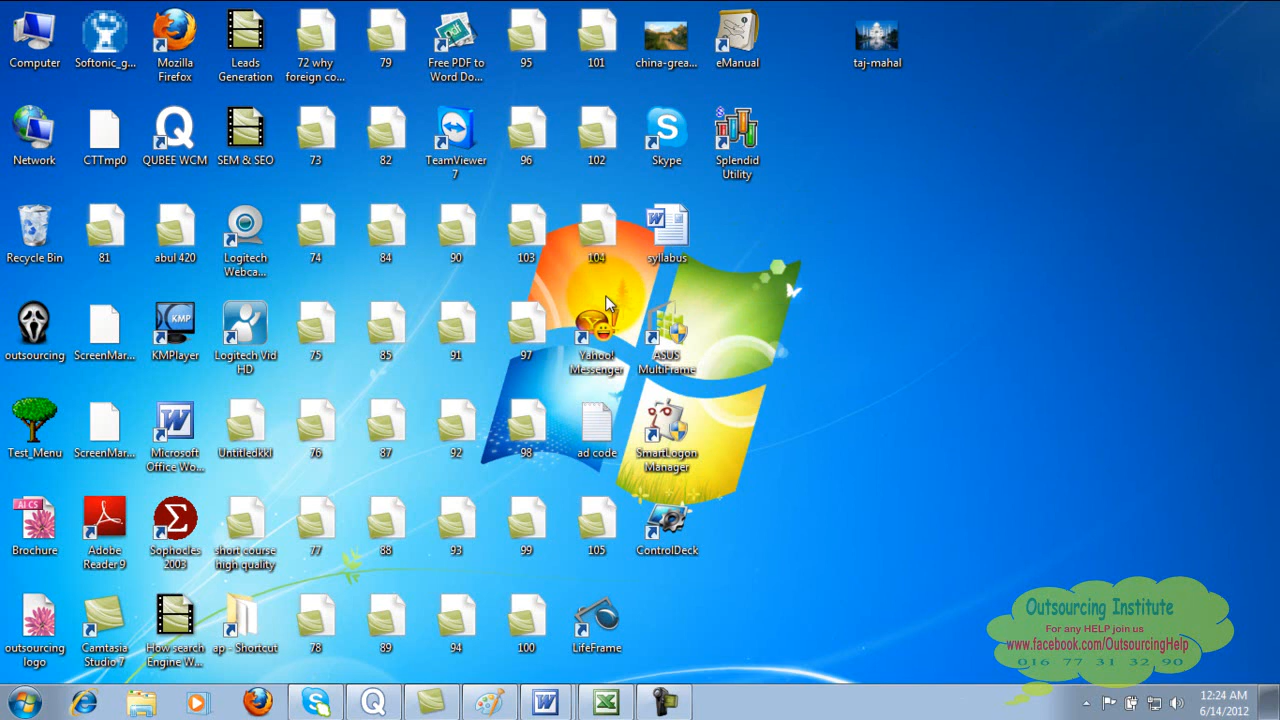 Computer
Softonic_g...
Mozilla
Firefox
Leads
Generation
72 why
foreign co...
79
Free PDF to
Word Do...
95
101
china-grea...
eManual
taj-mahal
Network
CTTmp0
QUBEE WCM
SEM & SEO
73
82
TeamViewer
7
96
102
Skype
Splendid
Utility
Recycle Bin
81
abul 420
Logitech
Webca...
74
84
90
103
104
syllabus
outsourcing
ScreenMar...
KMPlayer
Logitech Vid
HD
75
85
91
97
Yahoo!
Messenger
ASUS
MultiFrame
Test_Menu
ScreenMar...
Microsoft
Office Wo...
Untitledkkl
76
87
92
98
ad code
SmartLogon
Manager
Brochure
Adobe
Reader 9
Sophocles
2003
short course
high quality
77
88
93
99
105
ControlDeck
outsourcing
logo
Camtasia
Studio 7
How search
Engine W...
ap - Shortcut
78
89
94
100
LifeFrame
Outsourcing Institute
For any HELP join us
www.facebook.com/OutsourcingHelp
016 77 31 32 90
12:24 AM
6/14/2012